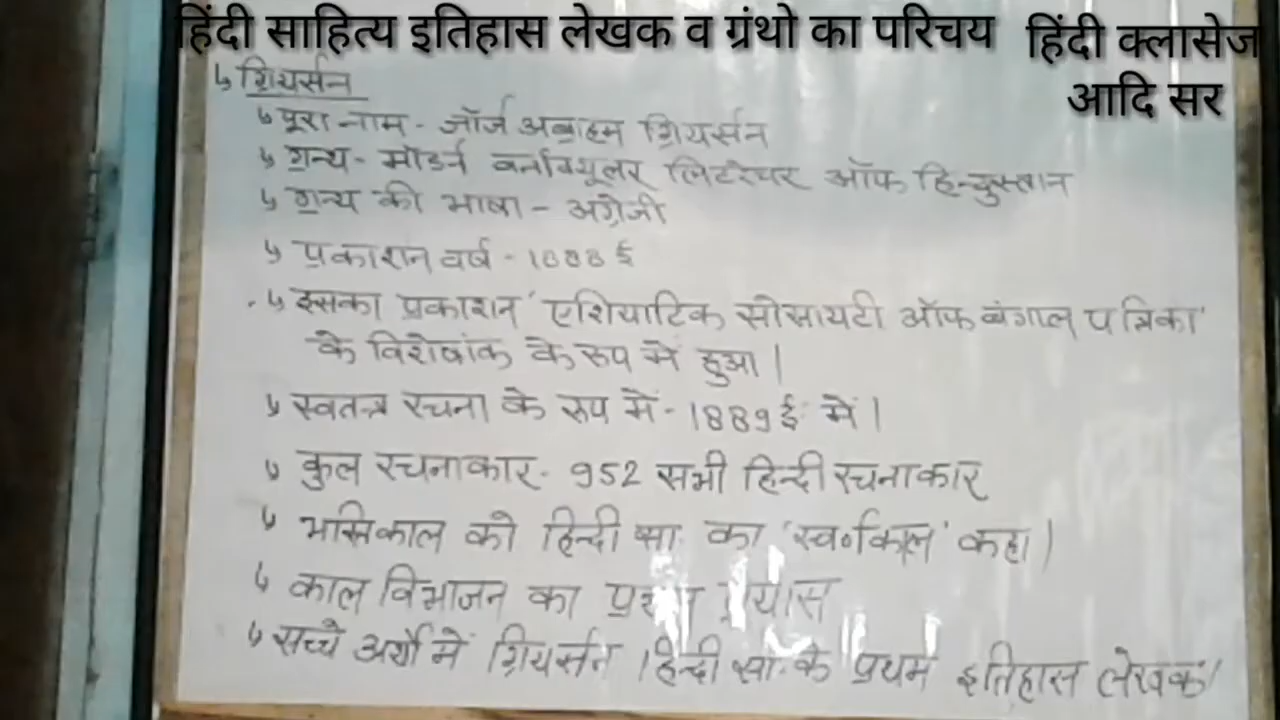 हिंदी साहित्य इतिहास लेखक व ग्रंथो का परिचय
हिंदी क्लासेज
आदि सर
↳ ग्रियर्सन
↳ पूरा नाम - जॉर्ज अब्राहम ग्रियर्सन
↳ ग्रन्थ - मॉडर्न वर्नाक्यूलर लिटरेचर ऑफ हिन्दुस्तान
↳ ग्रन्थ की भाषा - अंग्रेजी
↳ प्रकाशन वर्ष - 1888 ई
↳ इसका प्रकाशन 'एशियाटिक सोसायटी ऑफ बंगाल पत्रिका'
के विशेषांक के रूप में हुआ।
↳ स्वतन्त्र रचना के रूप में - 1889 ई. में।
↳ कुल रचनाकार - 952 सभी हिन्दी रचनाकार
↳ भक्तिकाल को हिन्दी सा. का 'स्वर्णकाल' कहा।
↳ काल विभाजन का प्रथम प्रयास
↳ सच्चे अर्थों में ग्रियर्सन हिन्दी सा. के प्रथम इतिहास लेखक।